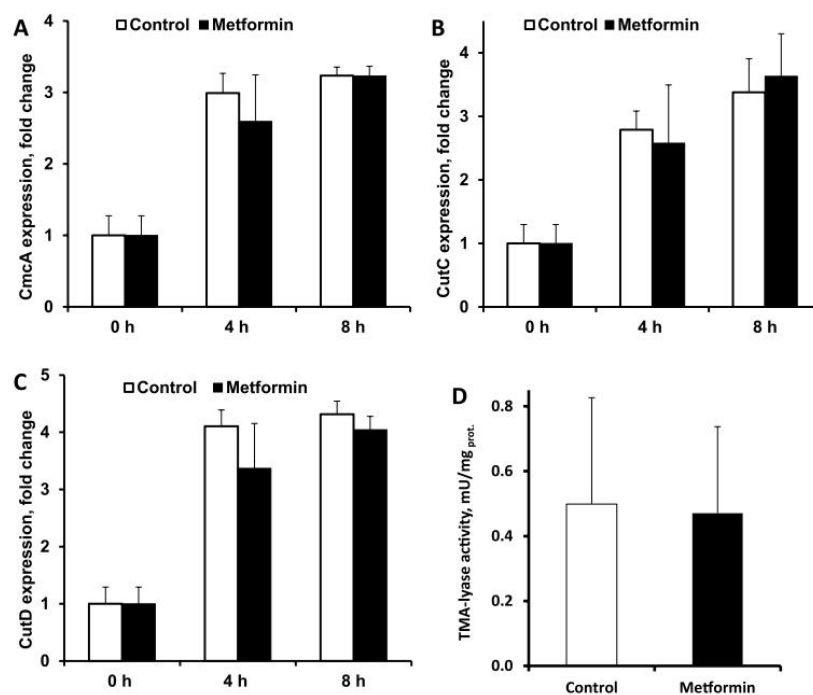 A
Control Metformin
CmcA expression, fold change
4
3
2
1
0
0 h 4 h 8 h
B
Control Metformin
CutC expression, fold change
4
3
2
1
0
0 h 4 h 8 h
C
Control Metformin
CutD expression, fold change
5
4
3
2
1
0
0 h 4 h 8 h
D
TMA-lyase activity, mU/mg prot.
0.8
0.6
0.4
0.2
0.0
Control Metformin